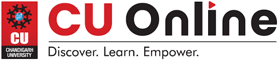 CU
CHANDIGARH
UNIVERSITY
CU Online
Discover. Learn. Empower.